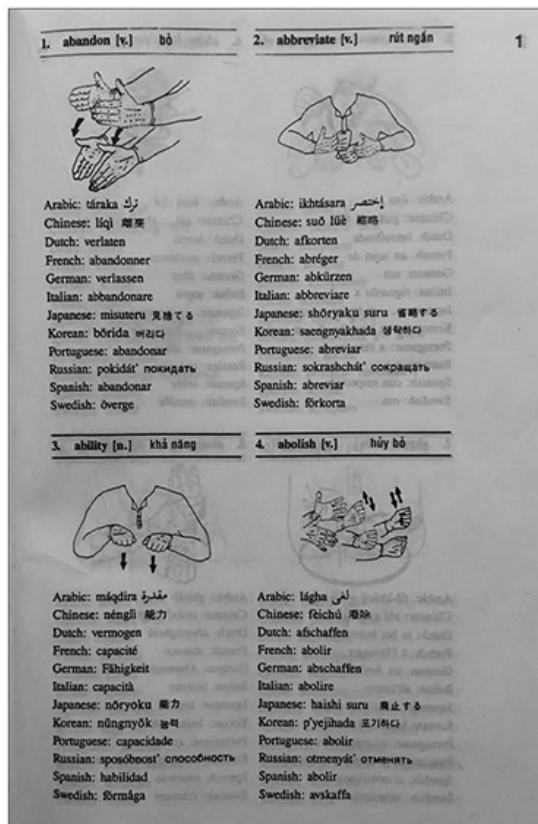 1
1. abandon [v.] bỏ
Arabic: táraka ترك
Chinese: líqì 離棄
Dutch: verlaten
French: abandonner
German: verlassen
Italian: abbandonare
Japanese: misuteru 見捨てる
Korean: bŏrida 버리다
Portuguese: abandonar
Russian: pokidát' покидать
Spanish: abandonar
Swedish: överge
2. abbreviate [v.] rút ngắn
Arabic: ikhtásara إختصر
Chinese: suō lüè 縮略
Dutch: afkorten
French: abréger
German: abkürzen
Italian: abbreviare
Japanese: shōryaku suru 省略する
Korean: saengnyakhada 생략하다
Portuguese: abreviar
Russian: sokrashchát' сокращать
Spanish: abreviar
Swedish: förkorta
3. ability [n.] khả năng
Arabic: máqdira مقدرة
Chinese: nénglì 能力
Dutch: vermogen
French: capacité
German: Fähigkeit
Italian: capacità
Japanese: nōryoku 能力
Korean: nŭngnyŏk 능력
Portuguese: capacidade
Russian: sposóbnost' способность
Spanish: habilidad
Swedish: förmåga
4. abolish [v.] hủy bỏ
Arabic: lágha لغى
Chinese: fèichú 廢除
Dutch: afschaffen
French: abolir
German: abschaffen
Italian: abolire
Japanese: haishi suru 廃止する
Korean: p'yejihada 포기하다
Portuguese: abolir
Russian: otmenyát' отменять
Spanish: abolir
Swedish: avskaffa